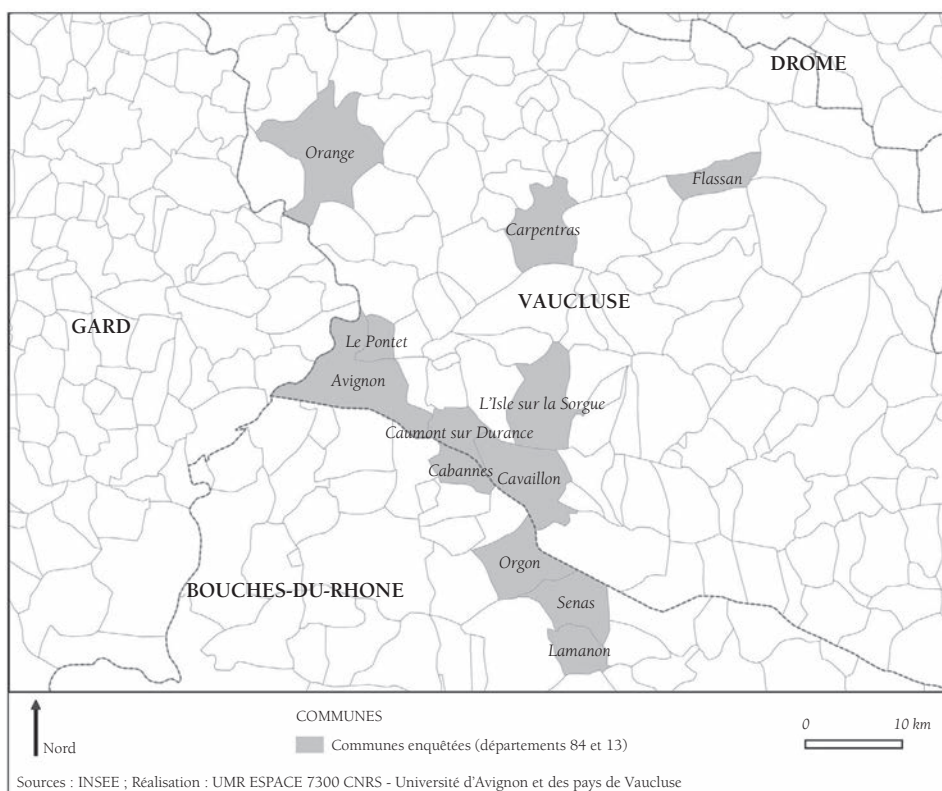 DROME
Orange
Flassan
Carpentras
VAUCLUSE
GARD
Le Pontet
Avignon
L'Isle sur la Sorgue
Caumont sur Durance
Cabannes
Cavaillon
Orgon
BOUCHES-DU-RHONE
Senas
Lamanon
COMMUNES
0 10 km
Nord
Communes enquêtées (départements 84 et 13)
Sources : INSEE ; Réalisation : UMR ESPACE 7300 CNRS - Université d'Avignon et des pays de Vaucluse